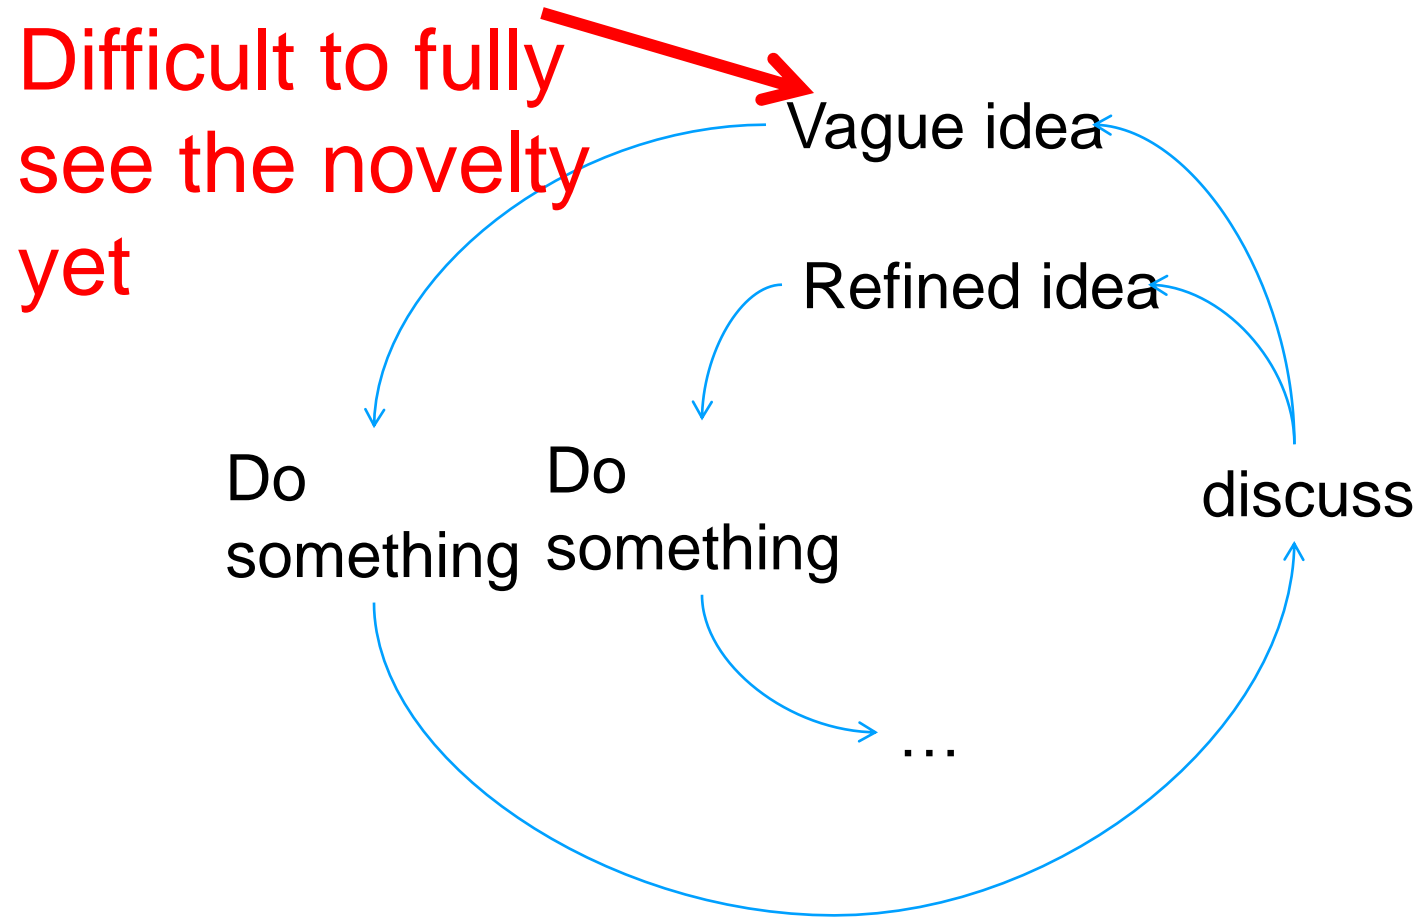 Difficult to fully
see the novelty
yet
Vague idea
Refined idea
Do
something
Do
something
discuss
…